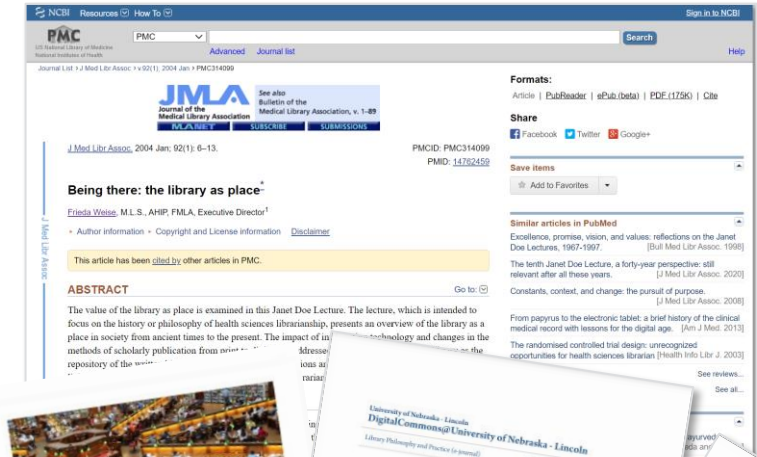 NCBI Resources How To Sign in to NCBI
PMC
US National Library of Medicine
National Institutes of Health
PMC
Search
Advanced Journal list
Help
Journal List > J Med Libr Assoc > v.92(1); 2004 Jan > PMC314099
JMLA
Journal of the
Medical Library Association
See also
Bulletin of the
Medical Library Association, v. 1–89
MLANET SUBSCRIBE SUBMISSIONS
J Med Libr Assoc. 2004 Jan; 92(1): 6–13.
PMCID: PMC314099
PMID: 14762459
Being there: the library as place*
Frieda Weise, M.L.S., AHIP, FMLA, Executive Director1
Author information Copyright and License information Disclaimer
This article has been cited by other articles in PMC.
J Med Libr Assoc
ABSTRACT
Go to:
The value of the library as place is examined in this Janet Doe Lecture. The lecture, which is intended to
focus on the history or philosophy of health sciences librarianship, presents an overview of the library as a
place in society from ancient times to the present. The impact of in technology and changes in the
methods of scholarly publication from print to addresse as the
repository of the
Formats:
Article | PubReader | ePub (beta) | PDF (175K) | Cite
Share
Facebook Twitter Google+
Save items
Add to Favorites
Similar articles in PubMed
Excellence, promise, vision, and values: reflections on the Janet
Doe Lectures, 1967-1997. [Bull Med Libr Assoc. 1998]
The tenth Janet Doe Lecture, a forty-year perspective: still
relevant after all these years. [J Med Libr Assoc. 2020]
Constants, context, and change: the pursuit of purpose.
[J Med Libr Assoc. 2008]
From papyrus to the electronic tablet: a brief history of the clinical
medical record with lessons for the digital age. [Am J Med. 2013]
The randomised controlled trial design: unrecognized
opportunities for health sciences librarian [Health Info Libr J. 2003]
See reviews...
See all...
University of Nebraska - Lincoln
DigitalCommons@University of Nebraska - Lincoln
Library Philosophy and Practice (e-journal)